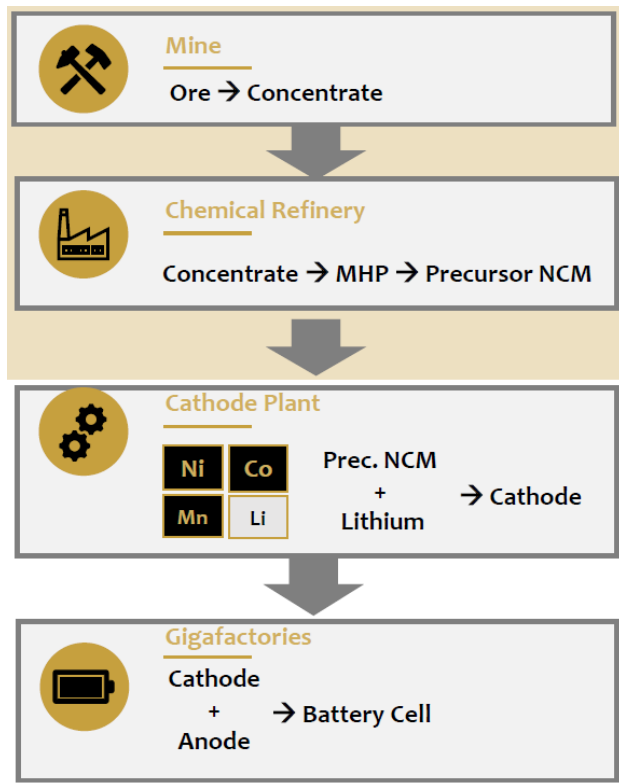 Mine
Ore → Concentrate
Chemical Refinery
Concentrate → MHP → Precursor NCM
Cathode Plant
Ni Co
Mn Li
Prec. NCM
+
Lithium
→ Cathode
Gigafactories
Cathode
+
Anode
→ Battery Cell